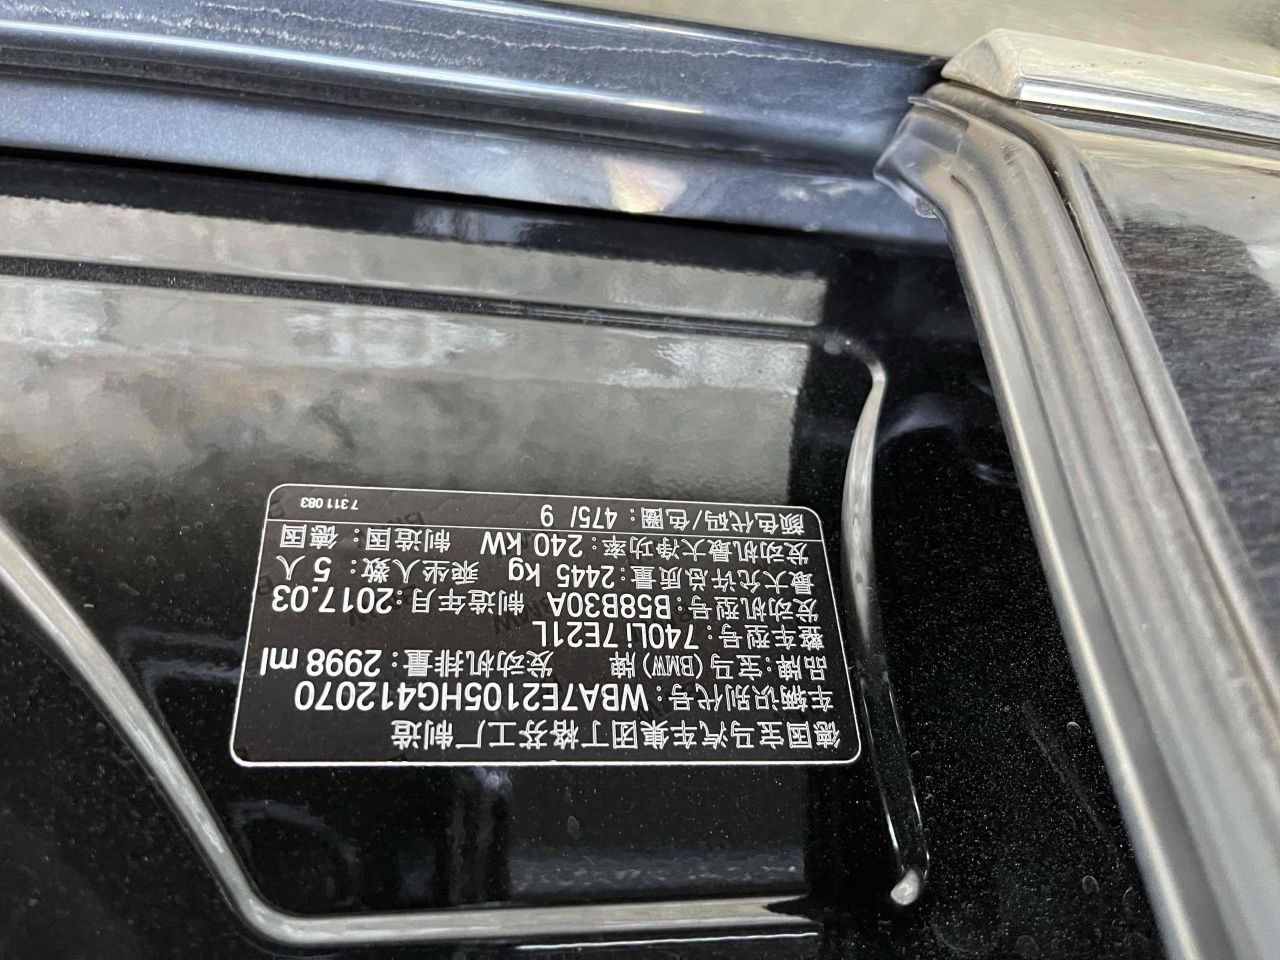 德国宝马汽车集团丁格芬工厂制造
车辆识别代号：WBA7E2105HG412070
品牌：宝马(BMW)牌 发动机排量：2998 ml
整车型号：740Li 7E21L
发动机型号：B58B30A 制造年月：2017.03
最大允许总质量：2445 kg 乘坐人数：5 人
发动机最大净功率：240 kW 制造国：德国
颜色代码/色圈：475/ 9
7 311 083